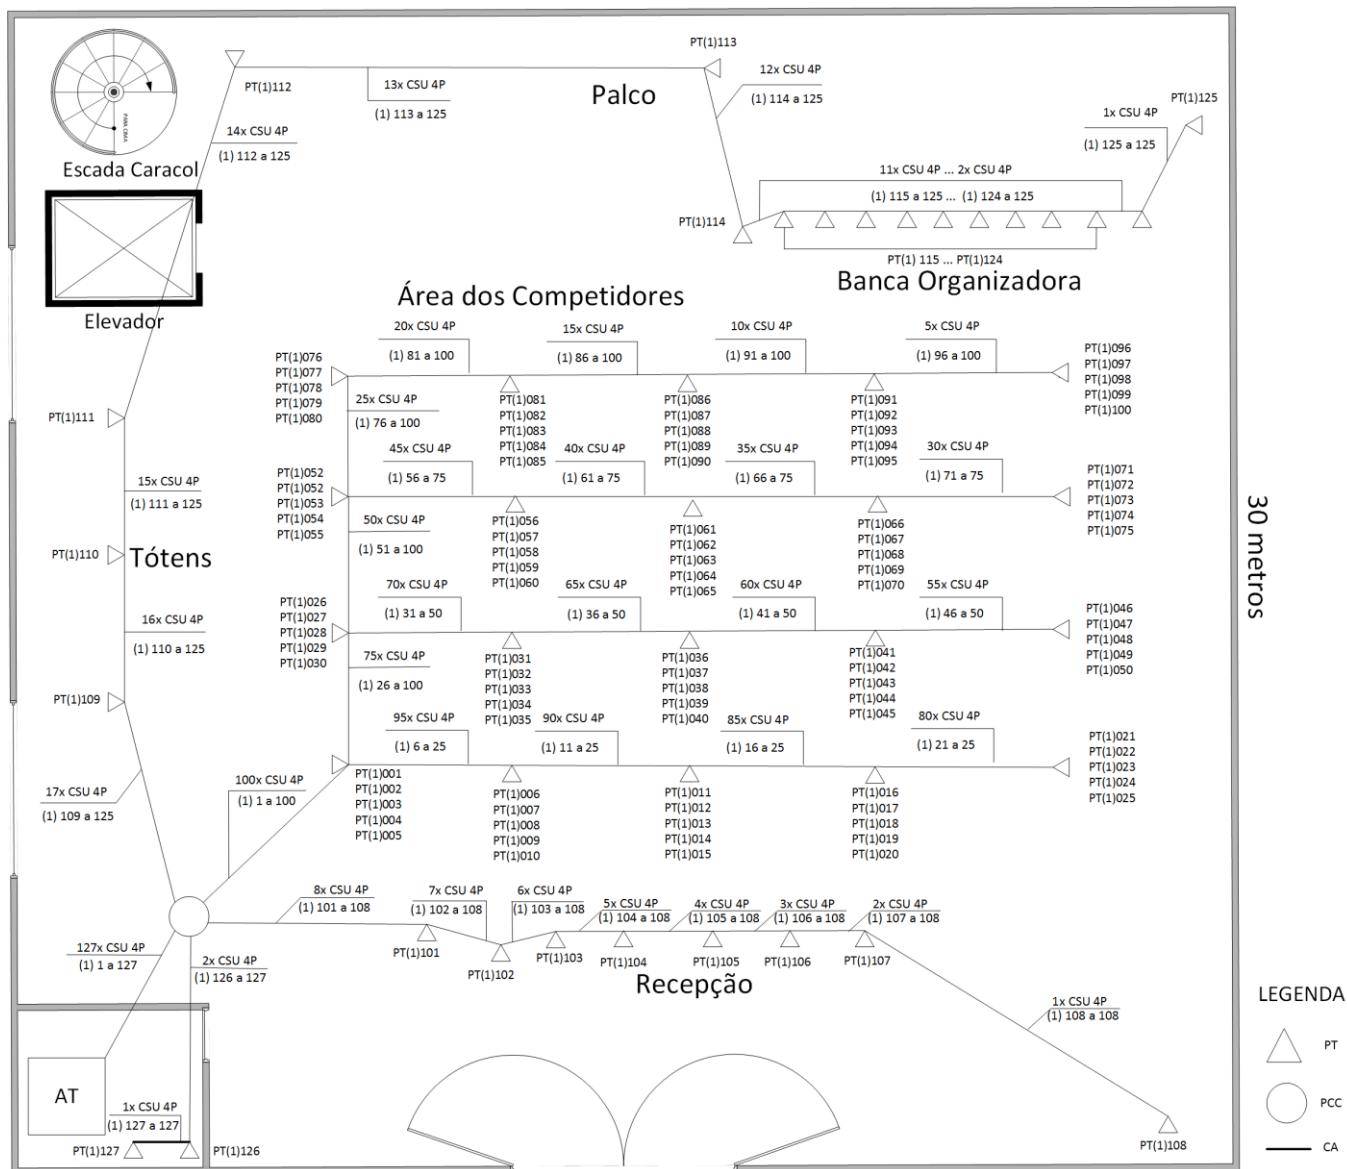 PT(1)113
PT(1)112
13x CSU 4P
(1) 113 a 125
Palco
12x CSU 4P
(1) 114 a 125
PT(1)125
1x CSU 4P
(1) 125 a 125
PARA CIMA
14x CSU 4P
(1) 112 a 125
Escada Caracol
11x CSU 4P ... 2x CSU 4P
(1) 115 a 125 ... (1) 124 a 125
PT(1)114
PT(1) 115 ... PT(1)124
Banca Organizadora
Elevador
Área dos Competidores
20x CSU 4P
(1) 81 a 100
15x CSU 4P
(1) 86 a 100
10x CSU 4P
(1) 91 a 100
5x CSU 4P
(1) 96 a 100
PT(1)076
PT(1)077
PT(1)078
PT(1)079
PT(1)080
PT(1)096
PT(1)097
PT(1)098
PT(1)099
PT(1)100
25x CSU 4P
(1) 76 a 100
PT(1)081
PT(1)082
PT(1)083
PT(1)084
PT(1)085
PT(1)086
PT(1)087
PT(1)088
PT(1)089
PT(1)090
PT(1)091
PT(1)092
PT(1)093
PT(1)094
PT(1)095
PT(1)111
45x CSU 4P
(1) 56 a 75
40x CSU 4P
(1) 61 a 75
35x CSU 4P
(1) 66 a 75
30x CSU 4P
(1) 71 a 75
PT(1)052
PT(1)052
PT(1)053
PT(1)054
PT(1)055
PT(1)071
PT(1)072
PT(1)073
PT(1)074
PT(1)075
15x CSU 4P
(1) 111 a 125
50x CSU 4P
(1) 51 a 100
PT(1)056
PT(1)057
PT(1)058
PT(1)059
PT(1)060
PT(1)061
PT(1)062
PT(1)063
PT(1)064
PT(1)065
PT(1)066
PT(1)067
PT(1)068
PT(1)069
PT(1)070
30 metros
PT(1)110
Tótens
70x CSU 4P
(1) 31 a 50
65x CSU 4P
(1) 36 a 50
60x CSU 4P
(1) 41 a 50
55x CSU 4P
(1) 46 a 50
PT(1)026
PT(1)027
PT(1)028
PT(1)029
PT(1)030
PT(1)046
PT(1)047
PT(1)048
PT(1)049
PT(1)050
16x CSU 4P
(1) 110 a 125
75x CSU 4P
(1) 26 a 100
PT(1)031
PT(1)032
PT(1)033
PT(1)034
PT(1)035
PT(1)036
PT(1)037
PT(1)038
PT(1)039
PT(1)040
PT(1)041
PT(1)042
PT(1)043
PT(1)044
PT(1)045
PT(1)109
95x CSU 4P
(1) 6 a 25
90x CSU 4P
(1) 11 a 25
85x CSU 4P
(1) 16 a 25
80x CSU 4P
(1) 21 a 25
PT(1)021
PT(1)022
PT(1)023
PT(1)024
PT(1)025
17x CSU 4P
(1) 109 a 125
100x CSU 4P
(1) 1 a 100
PT(1)001
PT(1)002
PT(1)003
PT(1)004
PT(1)005
PT(1)006
PT(1)007
PT(1)008
PT(1)009
PT(1)010
PT(1)011
PT(1)012
PT(1)013
PT(1)014
PT(1)015
PT(1)016
PT(1)017
PT(1)018
PT(1)019
PT(1)020
8x CSU 4P
(1) 101 a 108
7x CSU 4P
(1) 102 a 108
6x CSU 4P
(1) 103 a 108
5x CSU 4P
(1) 104 a 108
4x CSU 4P
(1) 105 a 108
3x CSU 4P
(1) 106 a 108
2x CSU 4P
(1) 107 a 108
127x CSU 4P
(1) 1 a 127
2x CSU 4P
(1) 126 a 127
PT(1)101
PT(1)102
PT(1)103
PT(1)104
PT(1)105
PT(1)106
PT(1)107
Recepção
1x CSU 4P
(1) 108 a 108
PT(1)108
AT
1x CSU 4P
(1) 127 a 127
PT(1)127
PT(1)126
LEGENDA
PT
PCC
CA